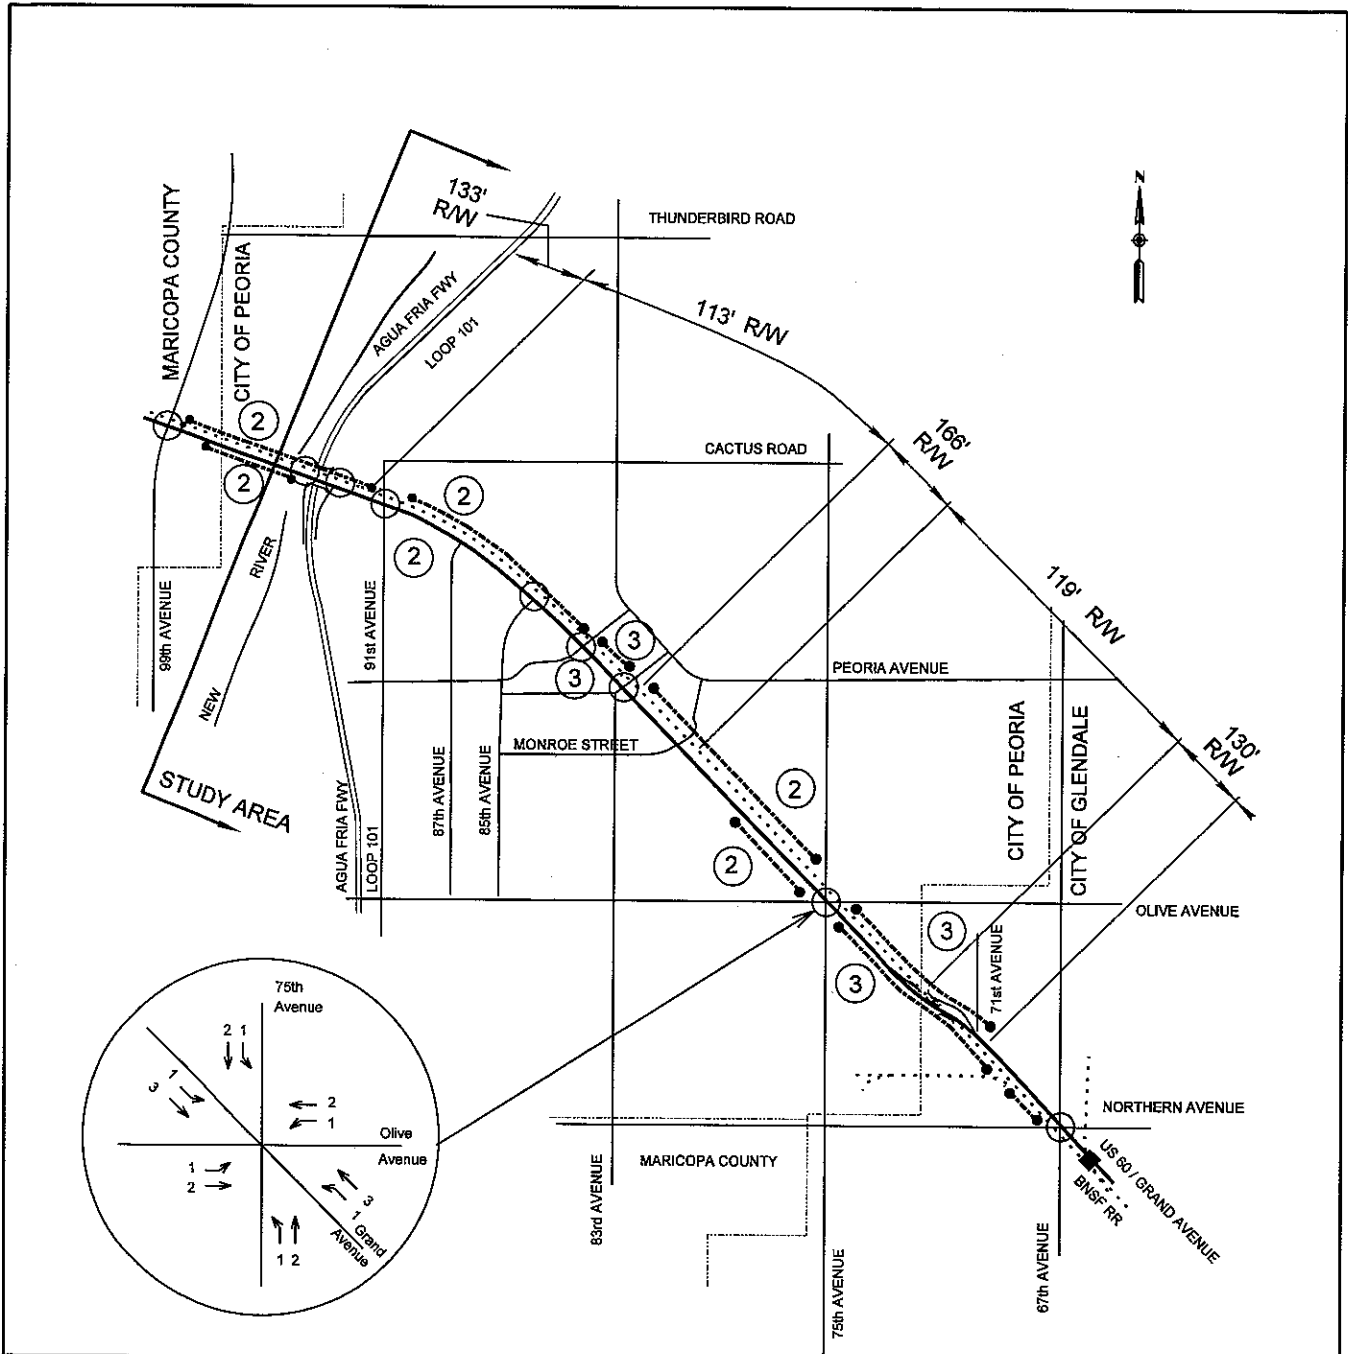 N
133'
R/W
THUNDERBIRD ROAD
MARICOPA COUNTY
CITY OF PEORIA
AGUA FRIA FWY
LOOP 101
113' R/W
166'
R/W
CACTUS ROAD
2
2
2
2
119' R/W
99th AVENUE
NEW
RIVER
91st AVENUE
3
3
PEORIA AVENUE
MONROE STREET
CITY OF PEORIA
CITY OF GLENDALE
130'
R/W
STUDY AREA
AGUA FRIA FWY
LOOP 101
87th AVENUE
85th AVENUE
2
2
OLIVE AVENUE
3
3
71st AVENUE
75th
Avenue
2 1
1
3
2
1
Olive
Avenue
1
2
3
1
Grand
Avenue
1 2
NORTHERN AVENUE
MARICOPA COUNTY
83rd AVENUE
75th AVENUE
67th AVENUE
US 60 / GRAND AVENUE
BNSF RR